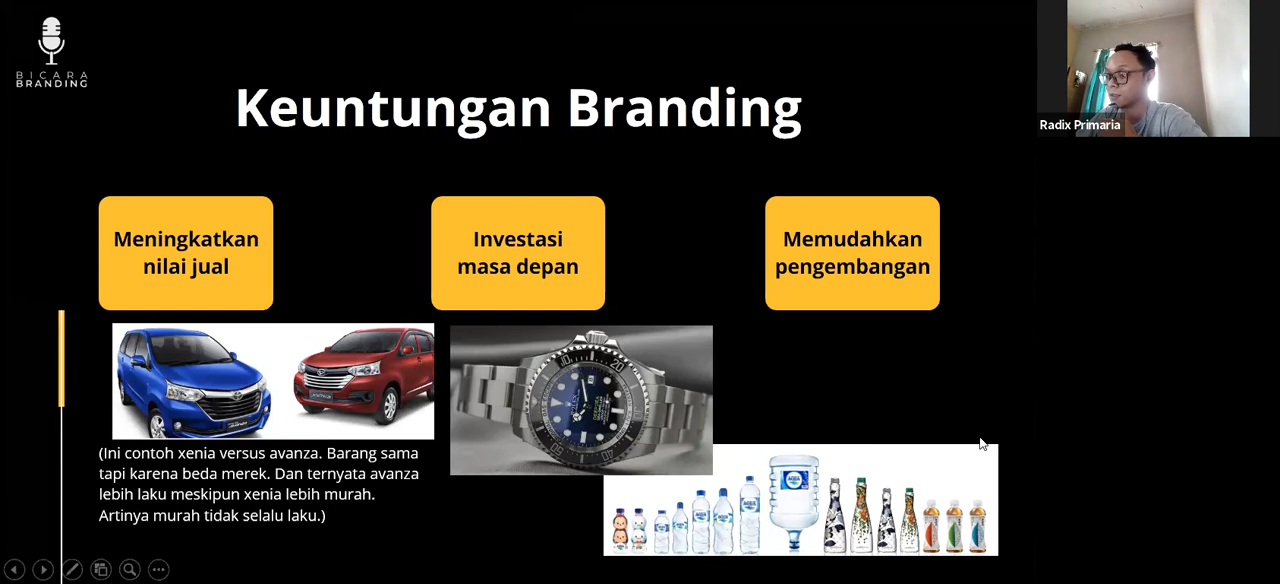 BICARA
BRANDING
Keuntungan Branding
Radix Primaria
Meningkatkan
nilai jual
Investasi
masa depan
Memudahkan
pengembangan
(Ini contoh xenia versus avanza. Barang sama
tapi karena beda merek. Dan ternyata avanza
lebih laku meskipun xenia lebih murah.
Artinya murah tidak selalu laku.)
AQUA